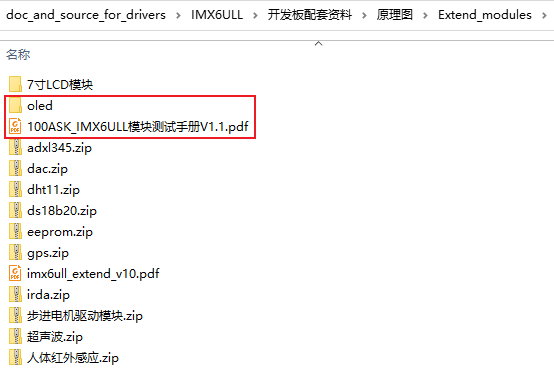 doc_and_source_for_drivers > IMX6ULL > 开发板配套资料 > 原理图 > Extend_modules >
名称
7寸LCD模块
oled
100ASK_IMX6ULL模块测试手册V1.1.pdf
adxl345.zip
dac.zip
dht11.zip
ds18b20.zip
eeprom.zip
gps.zip
imx6ull_extend_v10.pdf
irda.zip
步进电机驱动模块.zip
超声波.zip
人体红外感应.zip